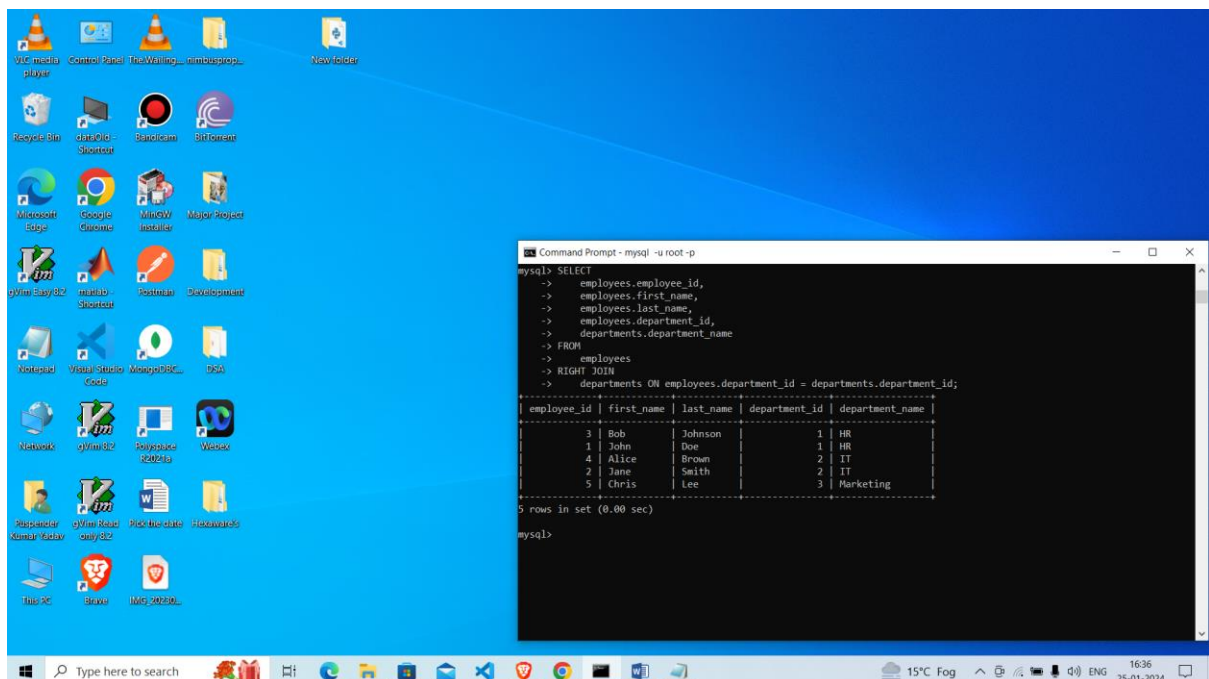 VLC media player
Control Panel
The.Wailing....
nimbusprop...
New folder
Recycle Bin
dataOld - Shortcut
Bandicam
BitTorrent
Microsoft Edge
Google Chrome
MinGW Installer
Major Project
gVim Easy 8.2
matlab - Shortcut
Postman
Development
Notepad
Visual Studio Code
MongoDBC...
DSA
Network
gVim 8.2
Polyspace R2021a
Webex
Kumar Yadav
gVim Read only 8.2
Pick the date
Hexaware's
This PC
Brave
IMG_20230...
Command Prompt - mysql -u root -p
mysql> SELECT
    ->     employees.employee_id,
    ->     employees.first_name,
    ->     employees.last_name,
    ->     employees.department_id,
    ->     departments.department_name
    -> FROM
    ->     employees
    -> RIGHT JOIN
    ->     departments ON employees.department_id = departments.department_id;
+-------------+------------+-----------+---------------+-----------------+
| employee_id | first_name | last_name | department_id | department_name |
+-------------+------------+-----------+---------------+-----------------+
|           3 | Bob        | Johnson   |             1 | HR              |
|           1 | John       | Doe       |             1 | HR              |
|           4 | Alice      | Brown     |             2 | IT              |
|           2 | Jane       | Smith     |             2 | IT              |
|           5 | Chris      | Lee       |             3 | Marketing       |
+-------------+------------+-----------+---------------+-----------------+
5 rows in set (0.00 sec)
mysql>
Type here to search
15°C Fog
ENG
16:36
25-01-2024